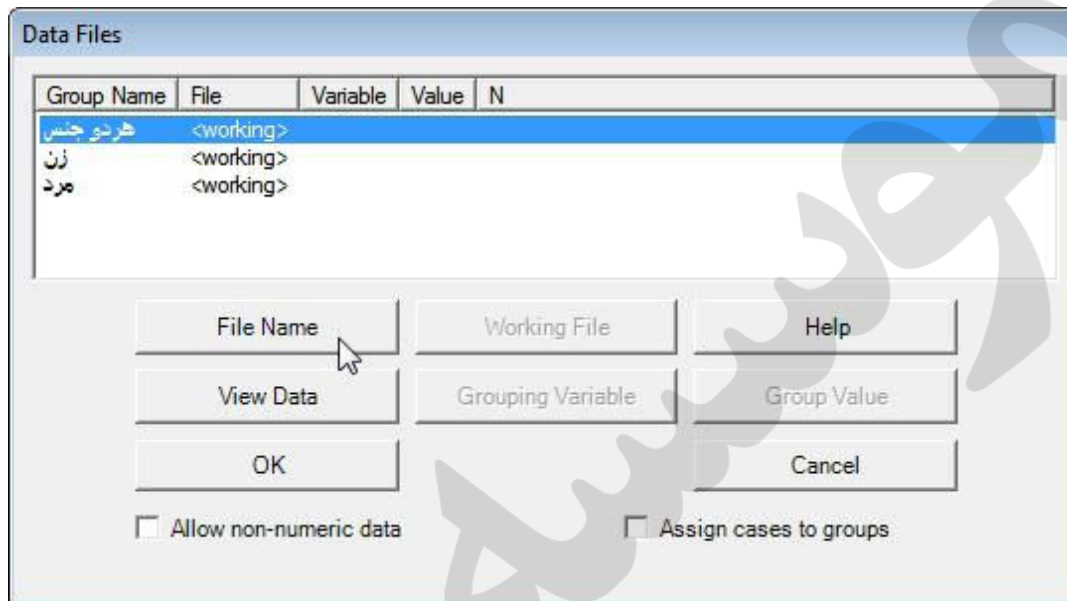 Data Files
Group Name File Variable Value N
هردو جنس <working>
زن <working>
مرد <working>
File Name Working File Help
View Data Grouping Variable Group Value
OK Cancel
Allow non-numeric data Assign cases to groups